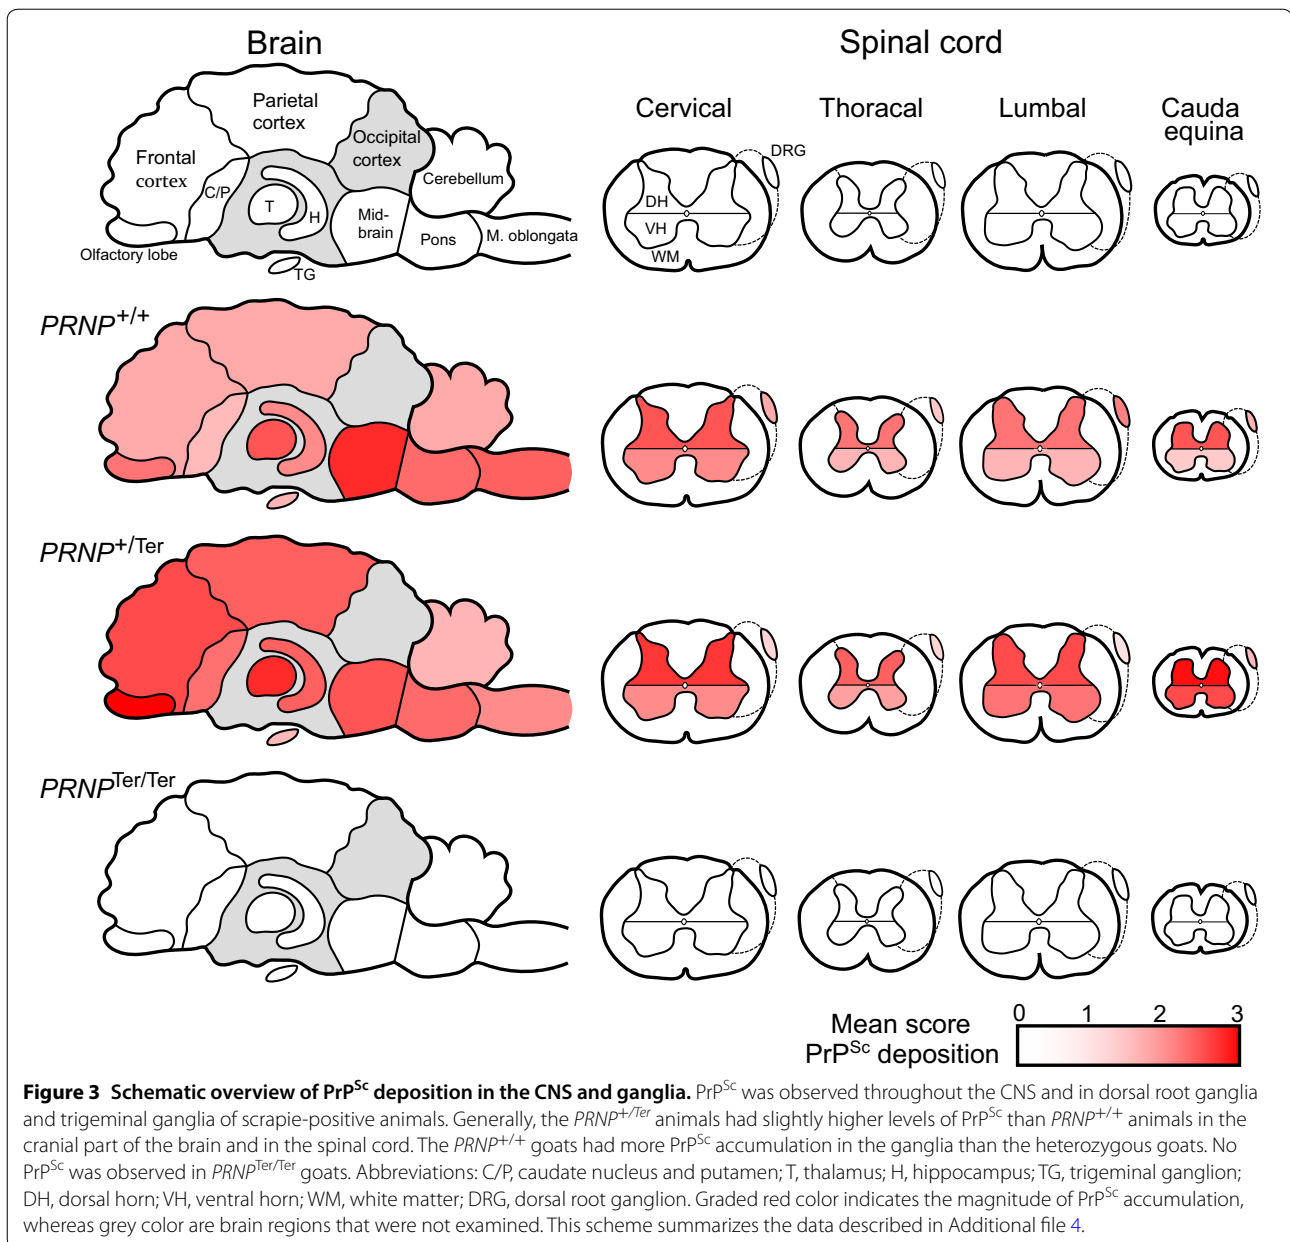 Brain
Spinal cord
Parietal
cortex
Occipital
cortex
Frontal
cortex
C/P
T
H
Cerebellum
Mid-
brain
Pons
M. oblongata
Olfactory lobe
TG
Cervical
Thoracal
Lumbal
Cauda
equina
DRG
DH
VH
WM
PRNP+/+
PRNP+/Ter
PRNPTer/Ter
0 1 2 3
Mean score
PrPSc deposition
Figure 3 Schematic overview of PrPSc deposition in the CNS and ganglia. PrPSc was observed throughout the CNS and in dorsal root ganglia
and trigeminal ganglia of scrapie-positive animals. Generally, the PRNP+/Ter animals had slightly higher levels of PrPSc than PRNP+/+ animals in the
cranial part of the brain and in the spinal cord. The PRNP+/+ goats had more PrPSc accumulation in the ganglia than the heterozygous goats. No
PrPSc was observed in PRNPTer/Ter goats. Abbreviations: C/P, caudate nucleus and putamen; T, thalamus; H, hippocampus; TG, trigeminal ganglion;
DH, dorsal horn; VH, ventral horn; WM, white matter; DRG, dorsal root ganglion. Graded red color indicates the magnitude of PrPSc accumulation,
whereas grey color are brain regions that were not examined. This scheme summarizes the data described in Additional file 4.